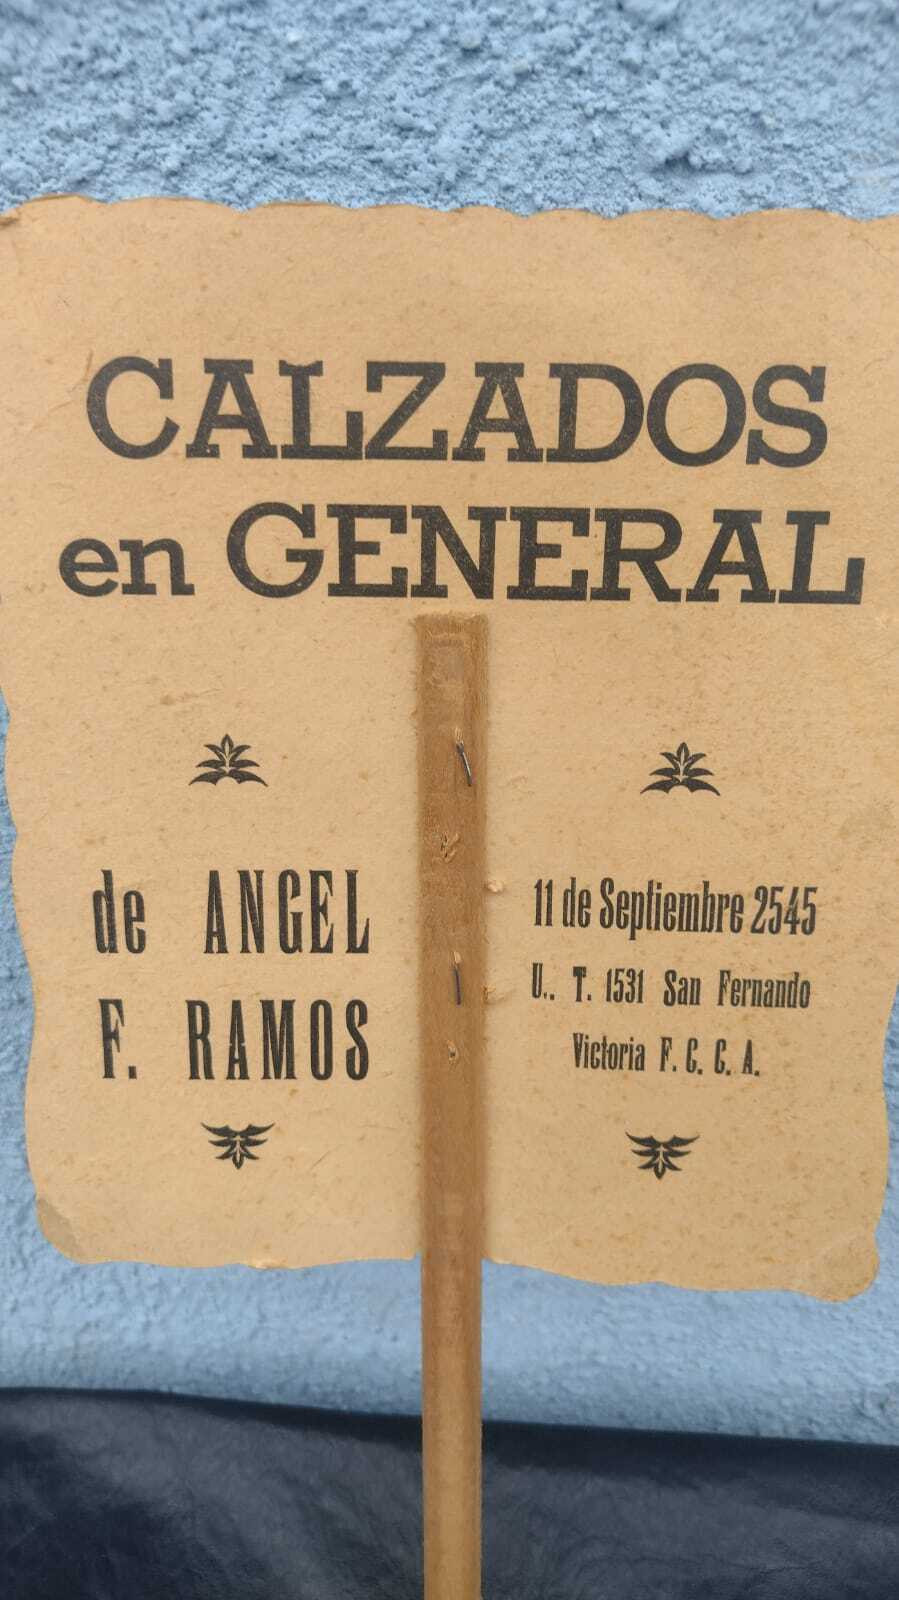 CALZADOS
en GENERAL
de ANGEL
F. RAMOS
11 de Septiembre 2545
U.. T. 1531 San Fernando
Victoria F. C. C. A.